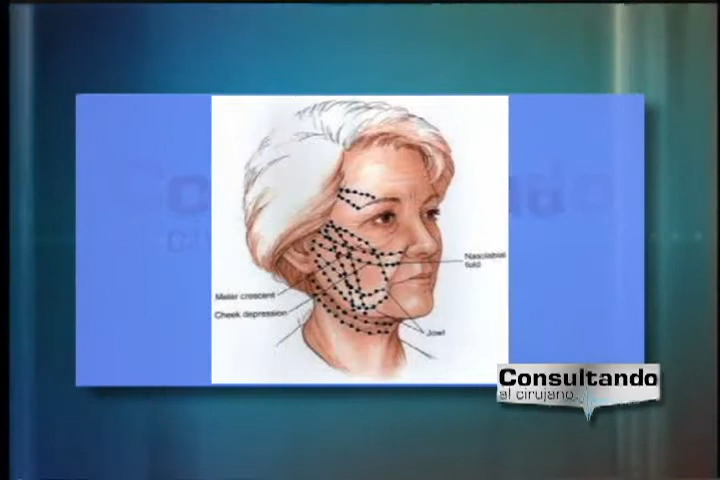 Nasolabial
fold
Malar crescent
Cheek depression
Jowl
Consultando
al cirujano